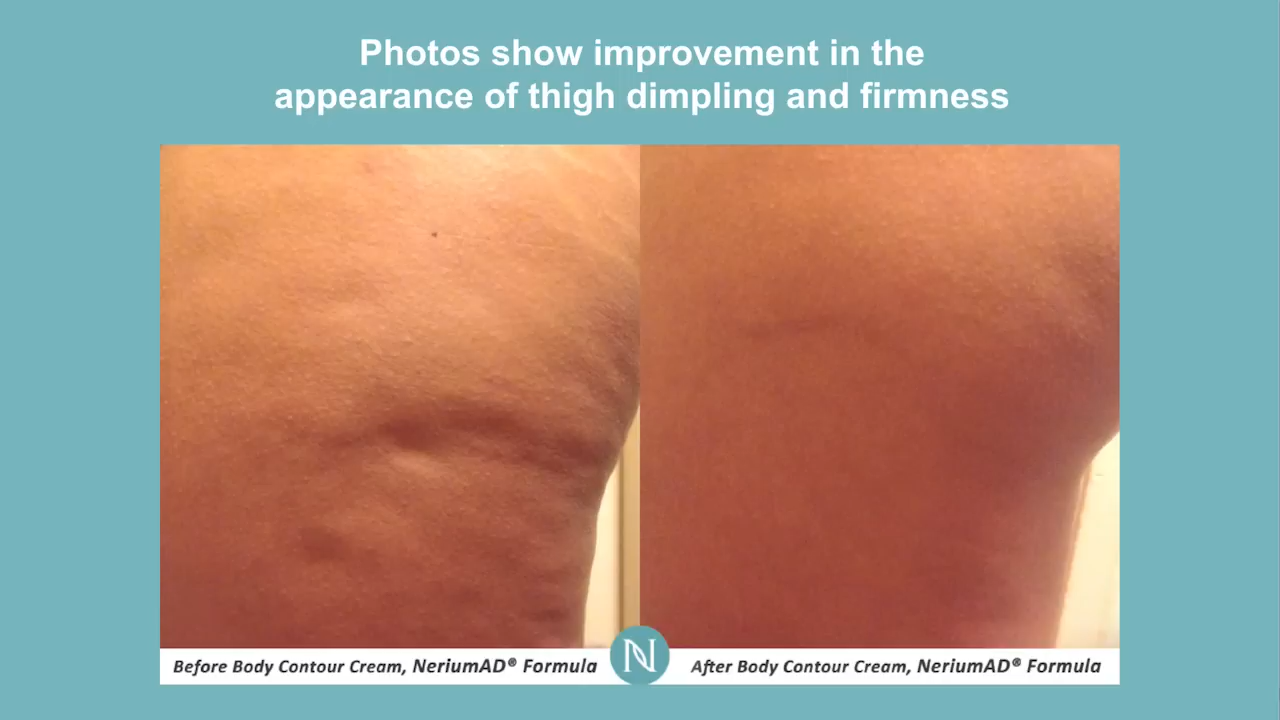 Photos show improvement in the
appearance of thigh dimpling and firmness
Before Body Contour Cream, NeriumAD® Formula
N
After Body Contour Cream, NeriumAD® Formula